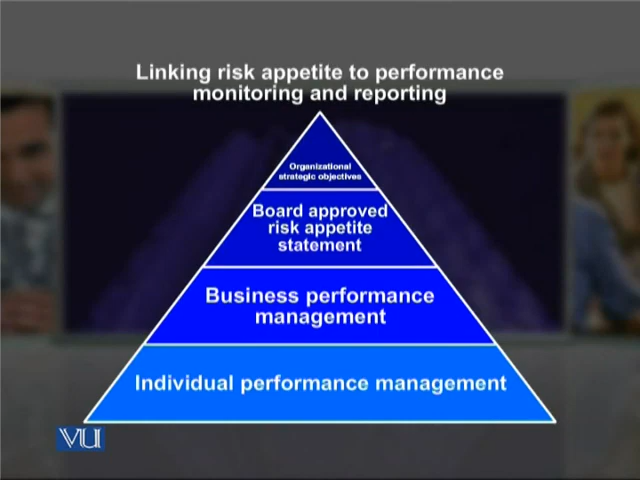 Linking risk appetite to performance
monitoring and reporting
Organizational
strategic objectives
Board approved
risk appetite
statement
Business performance
management
Individual performance management
VU